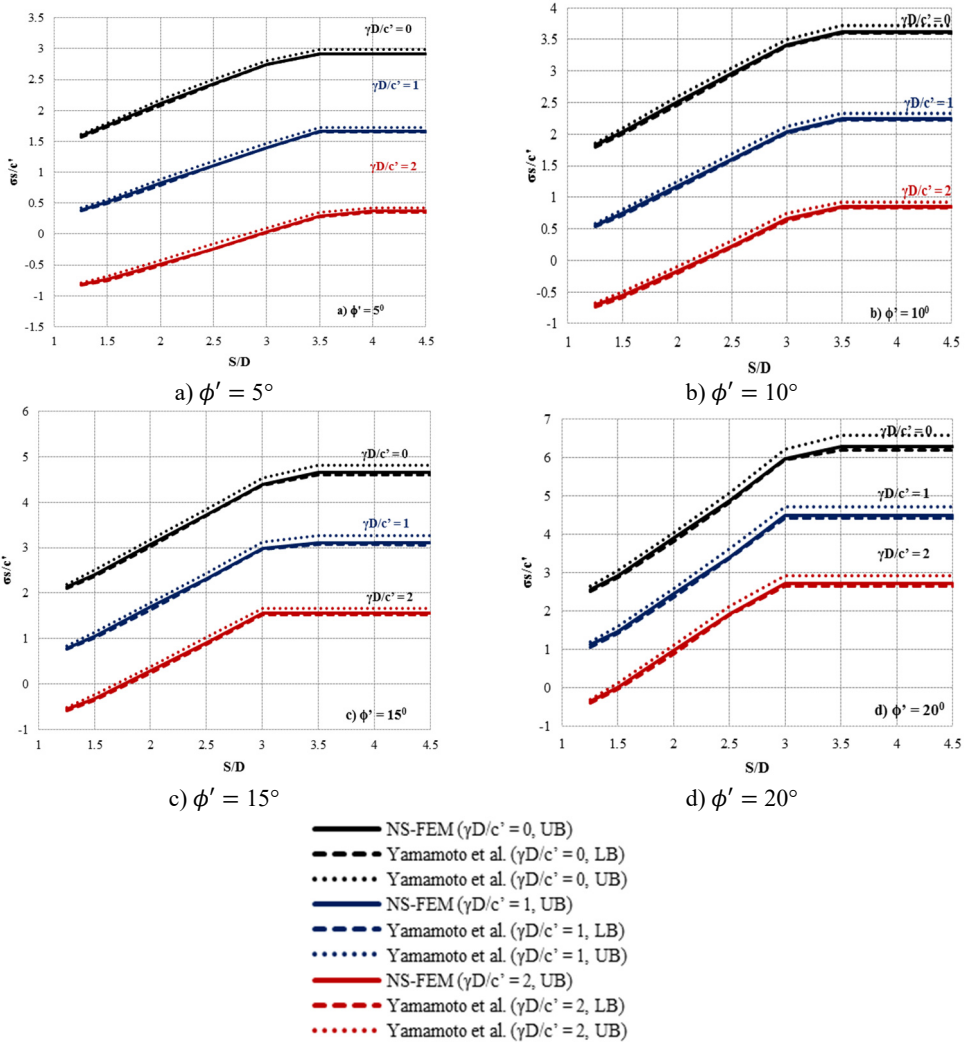 γD/c' = 0
γD/c' = 1
γD/c' = 2
3.5
3
2.5
2
1.5
1
0.5
0
-0.5
-1
-1.5
σs/c'
a) ϕ' = 5⁰
1 1.5 2 2.5 3 3.5 4 4.5
S/D
a) ϕ′ = 5°
γD/c' = 0
γD/c' = 1
γD/c' = 2
4
3.5
3
2.5
2
1.5
1
0.5
0
-0.5
-1
σs/c'
b) ϕ' = 10⁰
1 1.5 2 2.5 3 3.5 4 4.5
S/D
b) ϕ′ = 10°
γD/c' = 0
γD/c' = 1
γD/c' = 2
6
5
4
3
2
1
0
-1
σs/c'
c) ϕ' = 15⁰
1 1.5 2 2.5 3 3.5 4 4.5
S/D
c) ϕ′ = 15°
γD/c' = 0
γD/c' = 1
γD/c' = 2
7
6
5
4
3
2
1
0
-1
σs/c'
d) ϕ' = 20⁰
1 1.5 2 2.5 3 3.5 4 4.5
S/D
d) ϕ′ = 20°
NS-FEM (γD/c' = 0, UB)
Yamamoto et al. (γD/c' = 0, LB)
Yamamoto et al. (γD/c' = 0, UB)
NS-FEM (γD/c' = 1, UB)
Yamamoto et al. (γD/c' = 1, LB)
Yamamoto et al. (γD/c' = 1, UB)
NS-FEM (γD/c' = 2, UB)
Yamamoto et al. (γD/c' = 2, LB)
Yamamoto et al. (γD/c' = 2, UB)